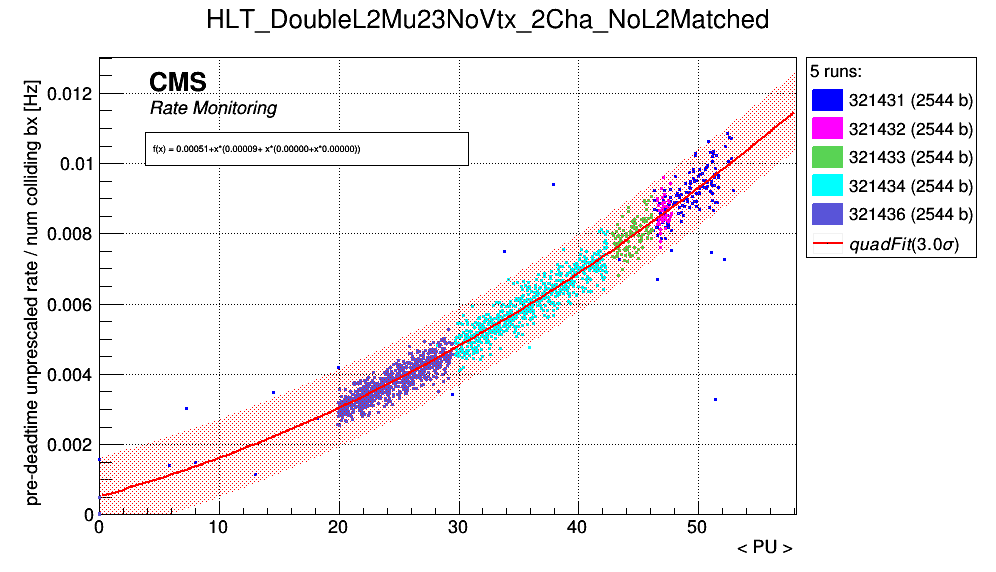 HLT_DoubleL2Mu23NoVtx_2Cha_NoL2Matched
pre-deadtime unprescaled rate / num colliding bx [Hz]
0.012
0.01
0.008
0.006
0.004
0.002
0
CMS
Rate Monitoring
f(x) = 0.00051+x*(0.00009+ x*(0.00000+x*0.00000))
0 10 20 30 40 50
< PU >
5 runs:
321431 (2544 b)
321432 (2544 b)
321433 (2544 b)
321434 (2544 b)
321436 (2544 b)
quadFit(3.0σ)